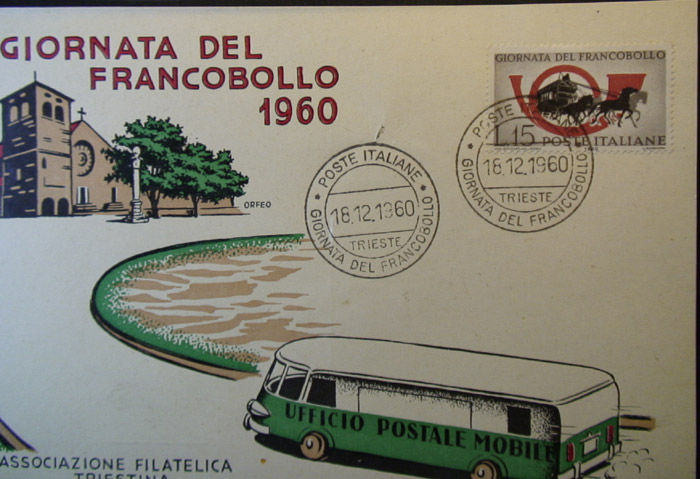 GIORNATA DEL
FRANCOBOLLO
1960
GIORNATA DEL FRANCOBOLLO
L.15 POSTE ITALIANE
POSTE
18.12.1960
TRIESTE
GIORNATA DEL FRANCOBOLLO
POSTE ITALIANE
18.12.1960
TRIESTE
GIORNATA DEL FRANCOBOLLO
ORFEO
UFFICIO POSTALE MOBILE
ASSOCIAZIONE FILATELICA
TRIESTINA